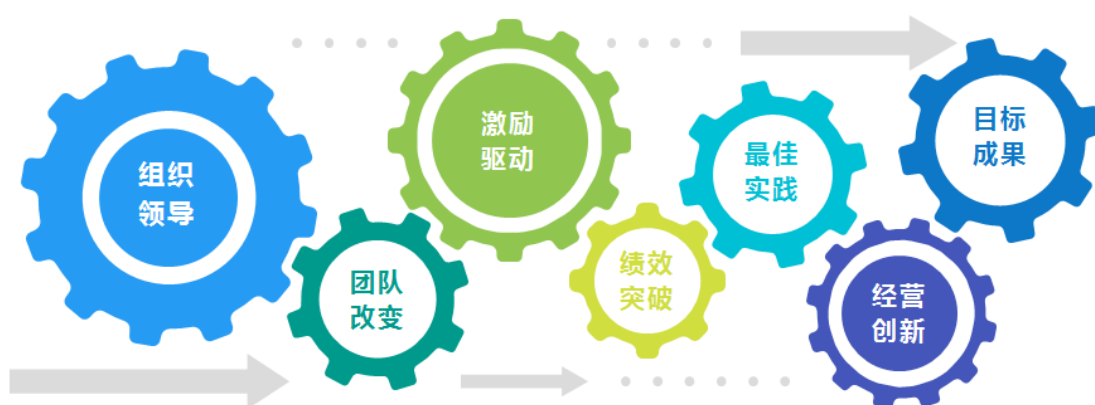 组织
领导
团队
改变
激励
驱动
绩效
突破
最佳
实践
经营
创新
目标
成果